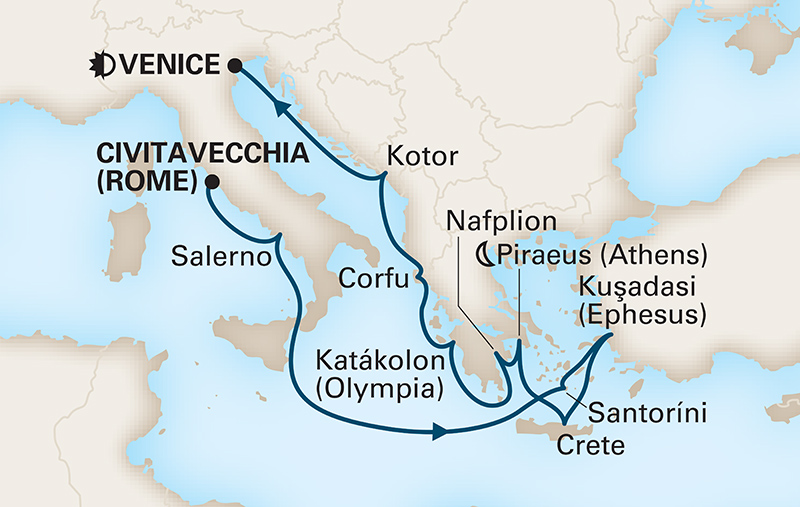 VENICE
CIVITAVECCHIA
(ROME)
Kotor
Nafplion
Salerno
Piraeus (Athens)
Corfu
Kuşadasi
(Ephesus)
Katákolon
(Olympia)
Santoríni
Crete